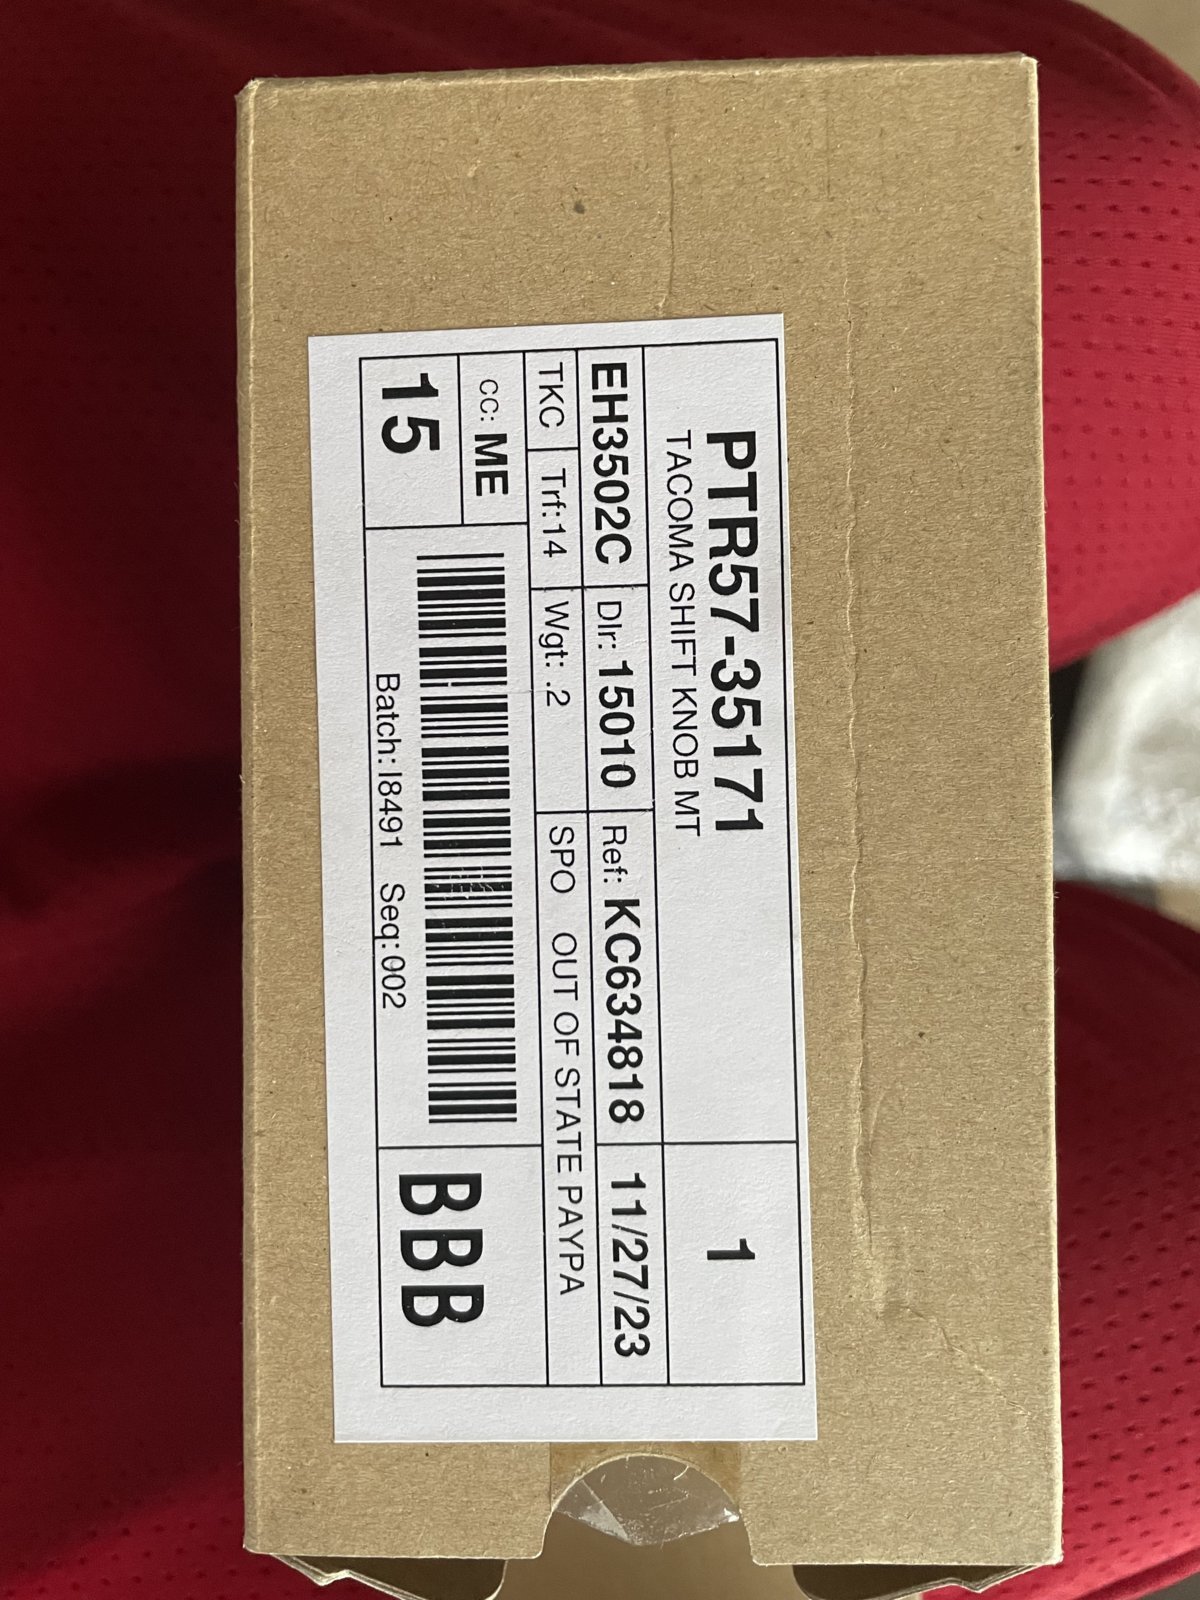 PTR57-35171 1
TACOMA SHIFT KNOB MT
EH3502C Dlr: 15010 Ref: KC634818 11/27/23
TKC Trf:14 Wgt: .2 SPO OUT OF STATE PAYPA
CC: ME
15 BBB
Batch:I8491 Seq:002